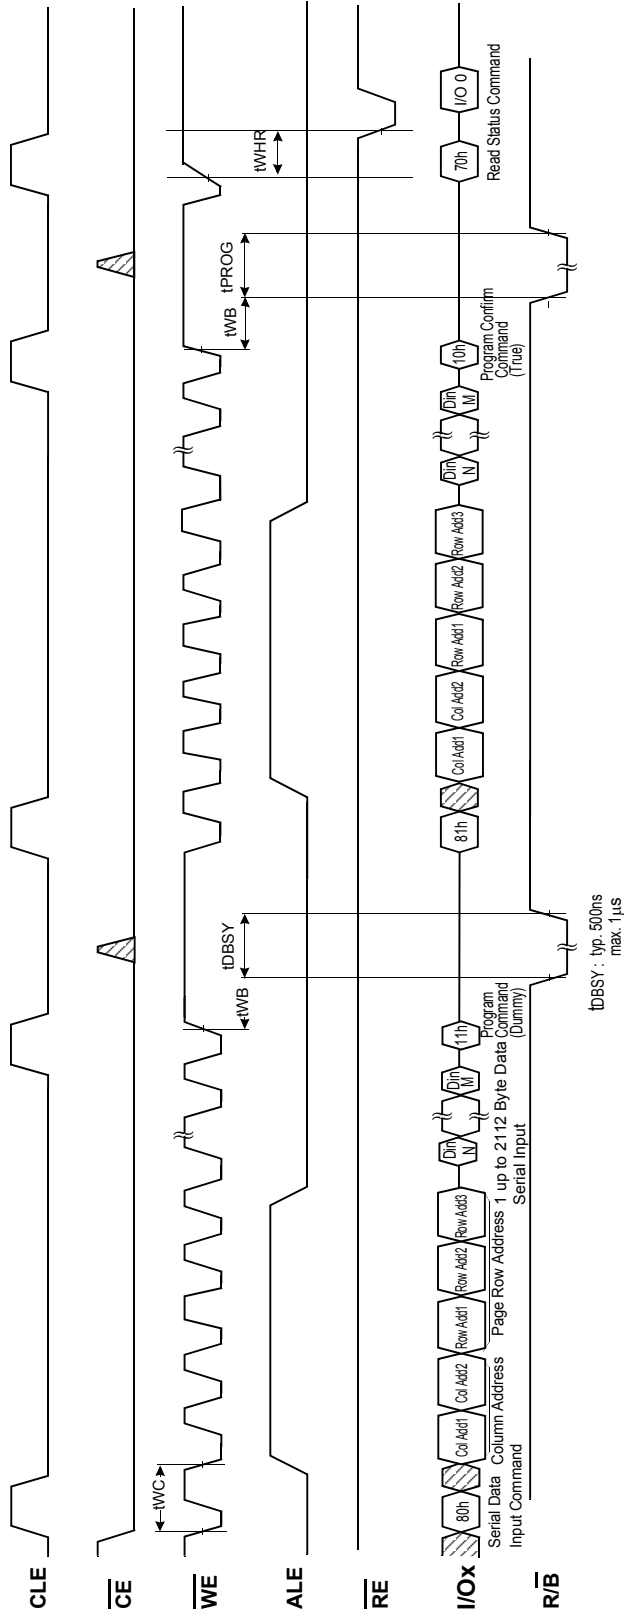 CLE
CE
WE
ALE
RE
I/Ox
R/B
tWC
tWB
tDBSY
tWB
tPROG
tWHR
80h
Col Add1
Col Add2
Row Add1
Row Add2
Row Add3
Din
N
Din
M
11h
81h
Col Add1
Col Add2
Row Add1
Row Add2
Row Add3
Din
N
Din
M
10h
70h
I/O 0
Serial Data
Input Command
Column Address
Page Row Address
1 up to 2112 Byte Data
Serial Input
Program
Command
(Dummy)
Program Confirm
Command
(True)
Read Status Command
tDBSY : typ. 500ns
max. 1µs